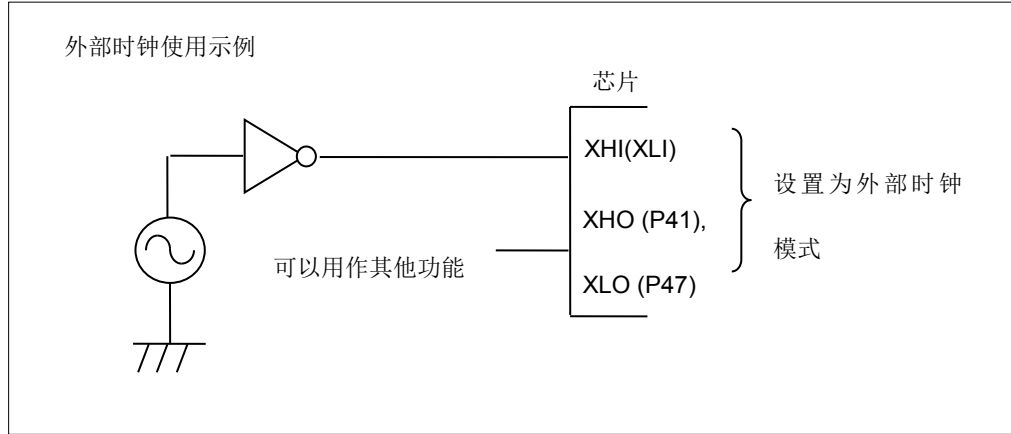 外部时钟使用示例
芯片
XHI(XLI)
设置为外部时钟
XHO (P41),
模式
可以用作其他功能
XLO (P47)